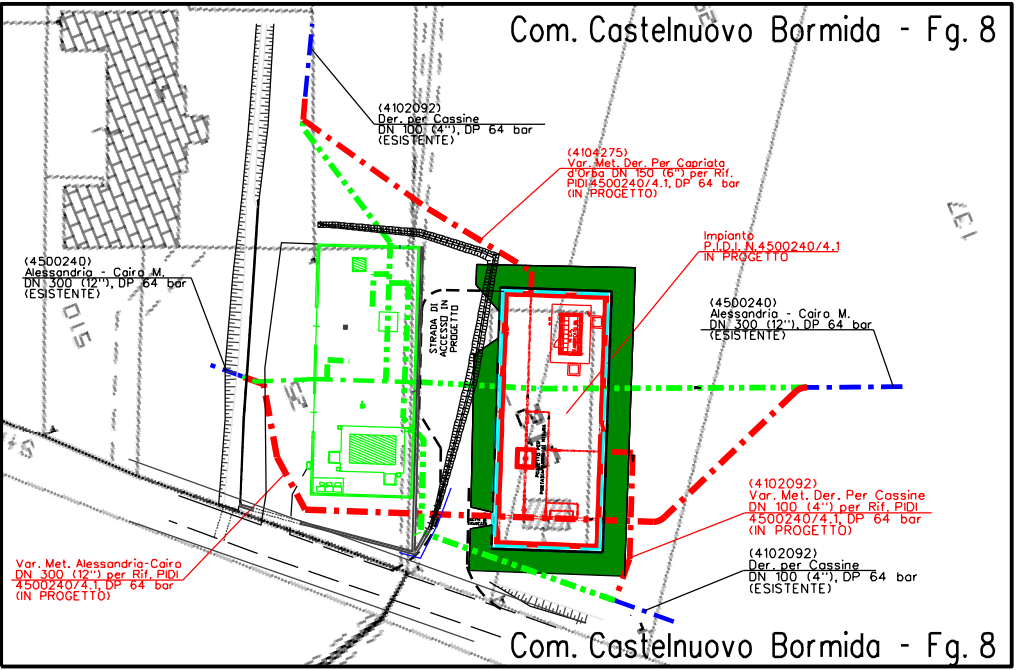 Com. Castelnuovo Bormida - Fg. 8
(4102092)
Der. per Cassine
DN 100 (4"), DP 64 bar
(ESISTENTE)
(4104275)
Var. Met. Der. Per Capriata
d'Orba DN 150 (6") per Rif.
PIDI 4500240/4.1, DP 64 bar
(IN PROGETTO)
137
Impianto
P.I.D.I. N.4500240/4.1
IN PROGETTO
(4500240)
Alessandria - Cairo M.
DN 300 (12"), DP 64 bar
(ESISTENTE)
(4500240)
Alessandria - Cairo M.
DN 300 (12"), DP 64 bar
(ESISTENTE)
510
STRADA DI
ACCESSO IN
PROGETTO
(4102092)
Var. Met. Der. Per Cassine
DN 100 (4") per Rif. PIDI
4500240/4.1, DP 64 bar
(IN PROGETTO)
(4102092)
Der. per Cassine
DN 100 (4"), DP 64 bar
(ESISTENTE)
Var. Met. Alessandria-Cairo
DN 300 (12") per Rif. PIDI
4500240/4.1, DP 64 bar
(IN PROGETTO)
Com. Castelnuovo Bormida - Fg. 8